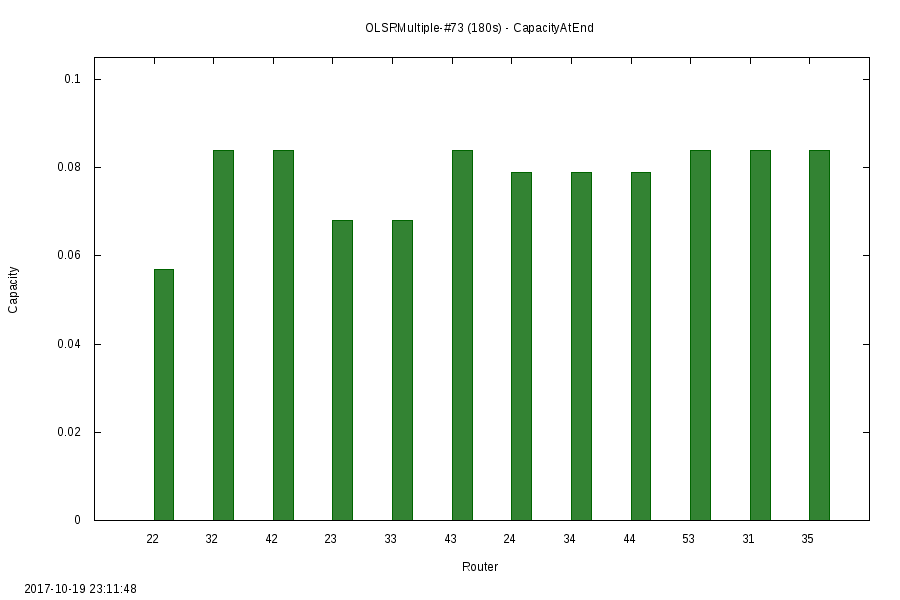 OLSRMultiple-#73 (180s) - CapacityAtEnd
0.1
0.08
0.06
0.04
0.02
0
Capacity
22 32 42 23 33 43 24 34 44 53 31 35
Router
2017-10-19 23:11:48